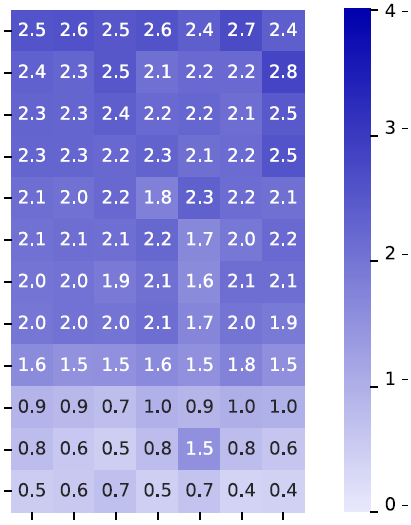 2.5 2.6 2.5 2.6 2.4 2.7 2.4
2.4 2.3 2.5 2.1 2.2 2.2 2.8
2.3 2.3 2.4 2.2 2.2 2.1 2.5
2.3 2.3 2.2 2.3 2.1 2.2 2.5
2.1 2.0 2.2 1.8 2.3 2.2 2.1
2.1 2.1 2.1 2.2 1.7 2.0 2.2
2.0 2.0 1.9 2.1 1.6 2.1 2.1
2.0 2.0 2.0 2.1 1.7 2.0 1.9
1.6 1.5 1.5 1.6 1.5 1.8 1.5
0.9 0.9 0.7 1.0 0.9 1.0 1.0
0.8 0.6 0.5 0.8 1.5 0.8 0.6
0.5 0.6 0.7 0.5 0.7 0.4 0.4
4
3
2
1
0